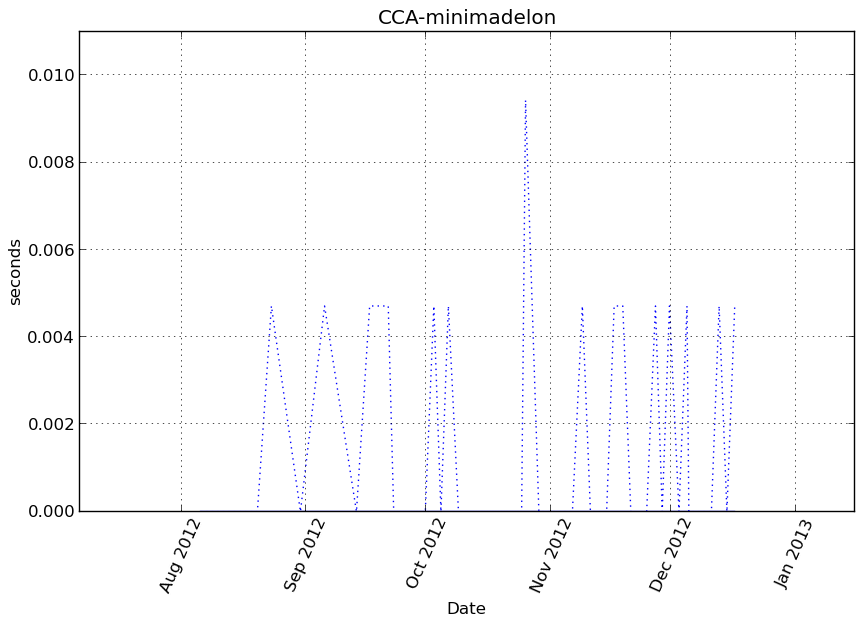 CCA-minimadelon
0.010
0.008
0.006
0.004
0.002
0.000
seconds
Aug 2012
Sep 2012
Oct 2012
Nov 2012
Dec 2012
Jan 2013
Date